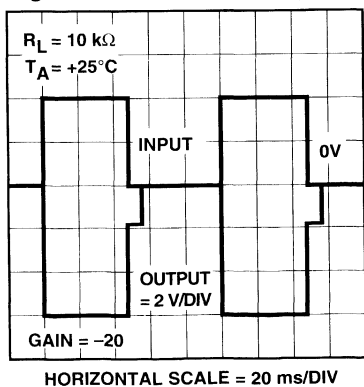 R_L = 10 kΩ
T_A = +25°C
INPUT
0V
OUTPUT
= 2 V/DIV
GAIN = –20
HORIZONTAL SCALE = 20 ms/DIV